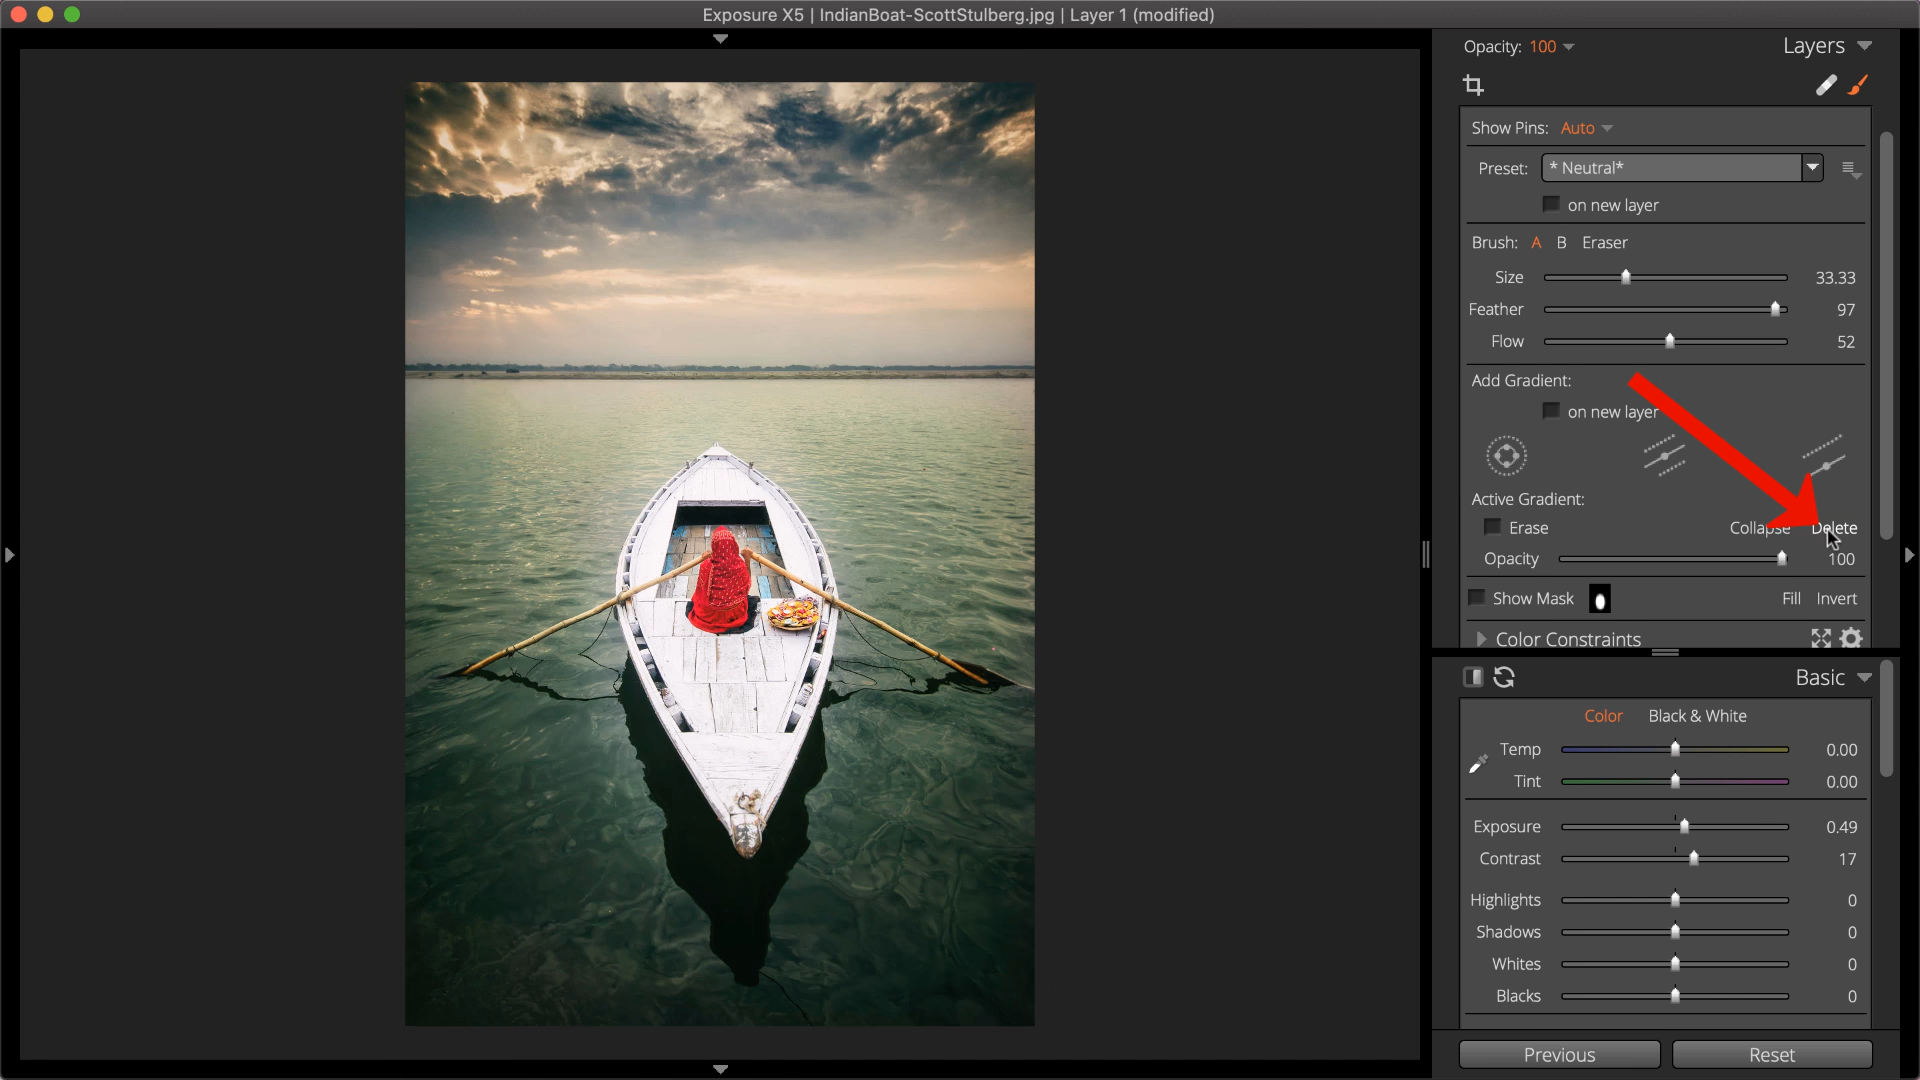 Exposure X5 | IndianBoat-ScottStulberg.jpg | Layer 1 (modified)
Opacity: 100
Layers
Show Pins: Auto
Preset: * Neutral*
on new layer
Brush: A B Eraser
Size 33.33
Feather 97
Flow 52
Add Gradient:
on new layer
Active Gradient:
Erase Collapse Delete
Opacity 100
Show Mask Fill Invert
Color Constraints
Basic
Color Black & White
Temp 0.00
Tint 0.00
Exposure 0.49
Contrast 17
Highlights 0
Shadows 0
Whites 0
Blacks 0
Previous Reset